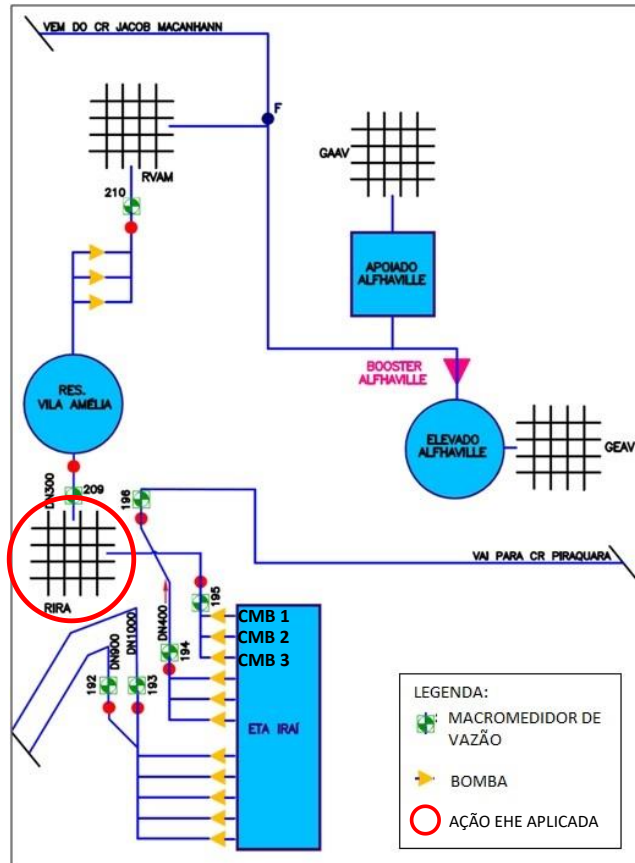 VEM DO CR JACOB MACANHANN
F
RVAM
210
GAAV
APOIADO
ALFHAVILLE
BOOSTER
ALFHAVILLE
RES.
VILA AMÉLIA
ELEVADO
ALFHAVILLE
GEAV
DN300
209
196
VAI PARA CR PIRAQUARA
RIRA
195
CMB 1
CMB 2
CMB 3
DN400
194
DN1000
DN900
192
193
ETA IRAÍ
LEGENDA:
MACROMEDIDOR DE
VAZÃO
BOMBA
AÇÃO EHE APLICADA